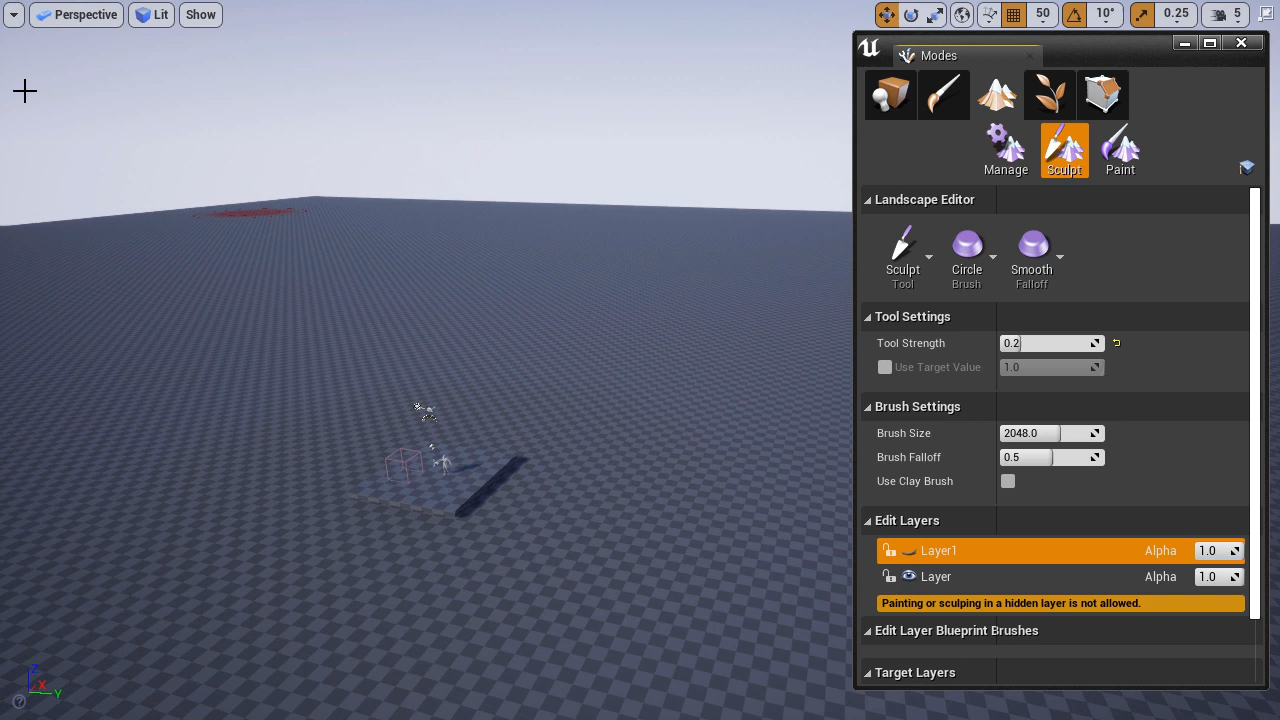 Perspective Lit Show 50 10° 0.25 5
Modes
Manage Sculpt Paint
Landscape Editor
Sculpt Circle Smooth
Tool Brush Falloff
Tool Settings
Tool Strength 0.2
Use Target Value 1.0
Brush Settings
Brush Size 2048.0
Brush Falloff 0.5
Use Clay Brush
Edit Layers
Layer1 Alpha 1.0
Layer Alpha 1.0
Painting or sculpting in a hidden layer is not allowed.
Edit Layer Blueprint Brushes
Target Layers
Z
X
Y
?